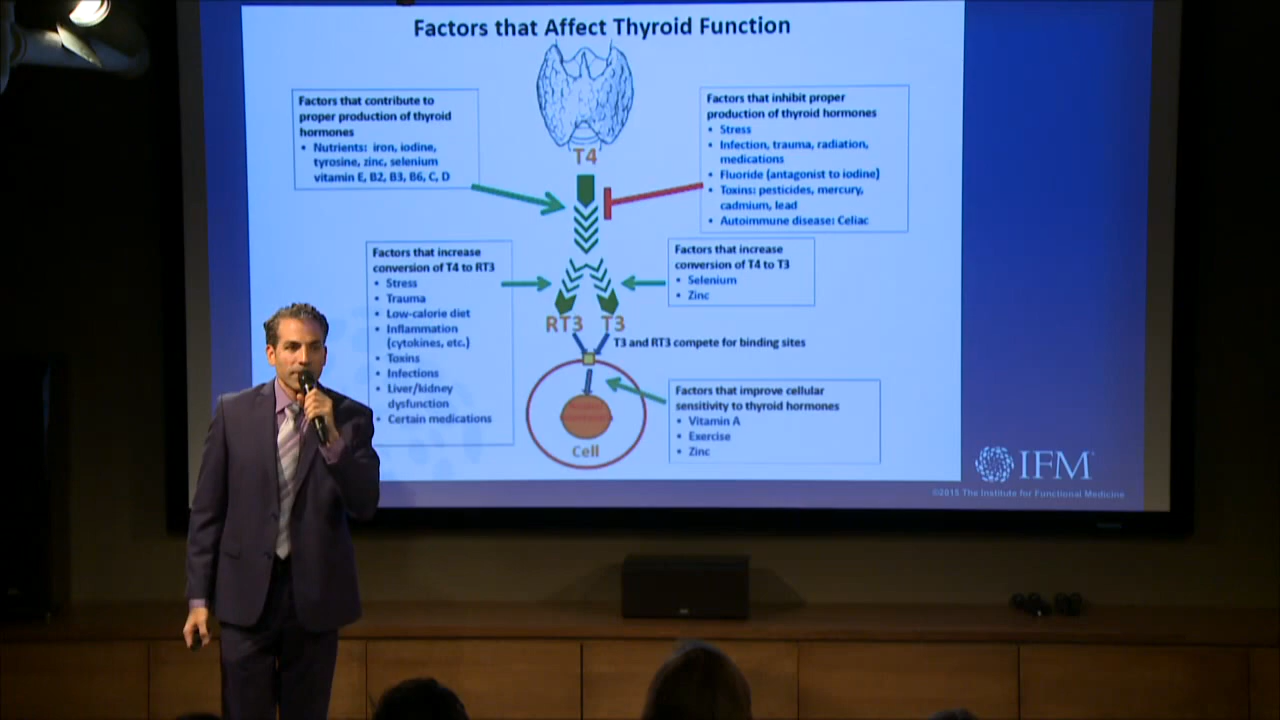 Factors that Affect Thyroid Function
Factors that contribute to
proper production of thyroid
hormones
• Nutrients: iron, iodine,
tyrosine, zinc, selenium
vitamin E, B2, B3, B6, C, D
T4
Factors that inhibit proper
production of thyroid hormones
• Stress
• Infection, trauma, radiation,
medications
• Fluoride (antagonist to iodine)
• Toxins: pesticides, mercury,
cadmium, lead
• Autoimmune disease: Celiac
Factors that increase
conversion of T4 to RT3
• Stress
• Trauma
• Low-calorie diet
• Inflammation
(cytokines, etc.)
• Toxins
• Infections
• Liver/kidney
dysfunction
• Certain medications
Factors that increase
conversion of T4 to T3
• Selenium
• Zinc
RT3 T3
T3 and RT3 compete for binding sites
Factors that improve cellular
sensitivity to thyroid hormones
• Vitamin A
• Exercise
• Zinc
Cell
IFM
©2015 The Institute for Functional Medicine